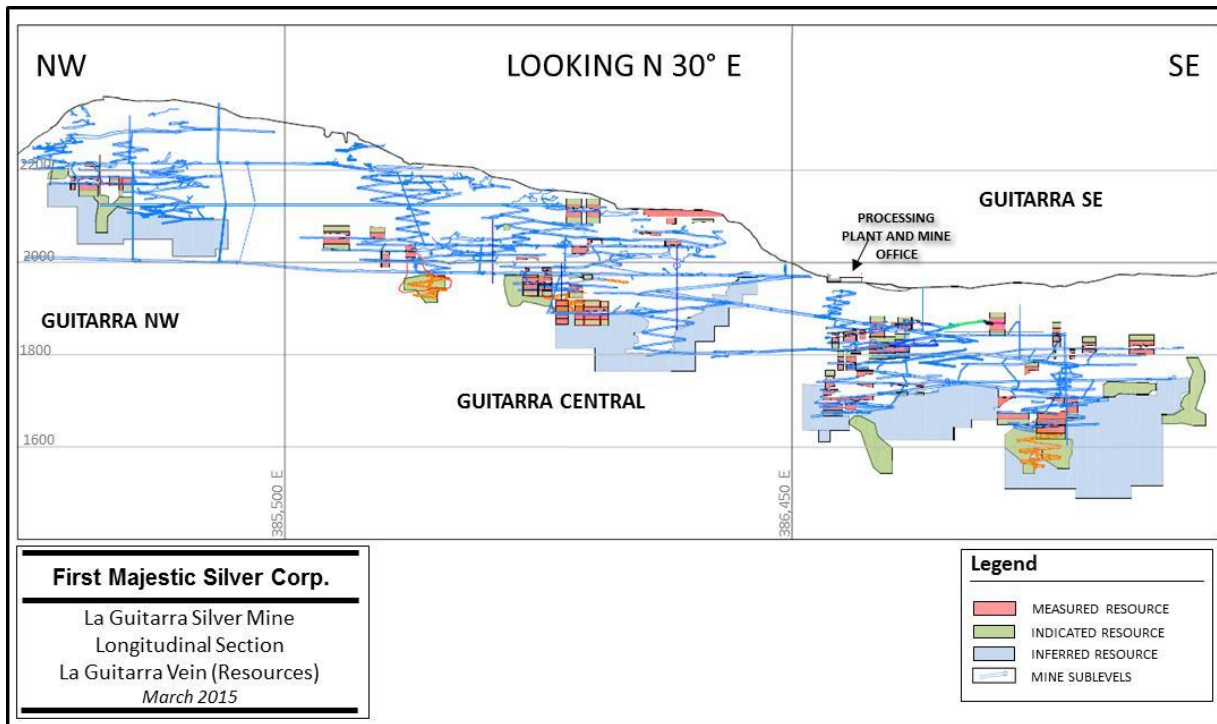 NW
LOOKING N 30° E
SE
2200
GUITARRA SE
PROCESSING
PLANT AND MINE
OFFICE
2000
GUITARRA NW
1800
GUITARRA CENTRAL
1600
385,500 E
386,450 E
First Majestic Silver Corp.
La Guitarra Silver Mine
Longitudinal Section
La Guitarra Vein (Resources)
March 2015
Legend
MEASURED RESOURCE
INDICATED RESOURCE
INFERRED RESOURCE
MINE SUBLEVELS